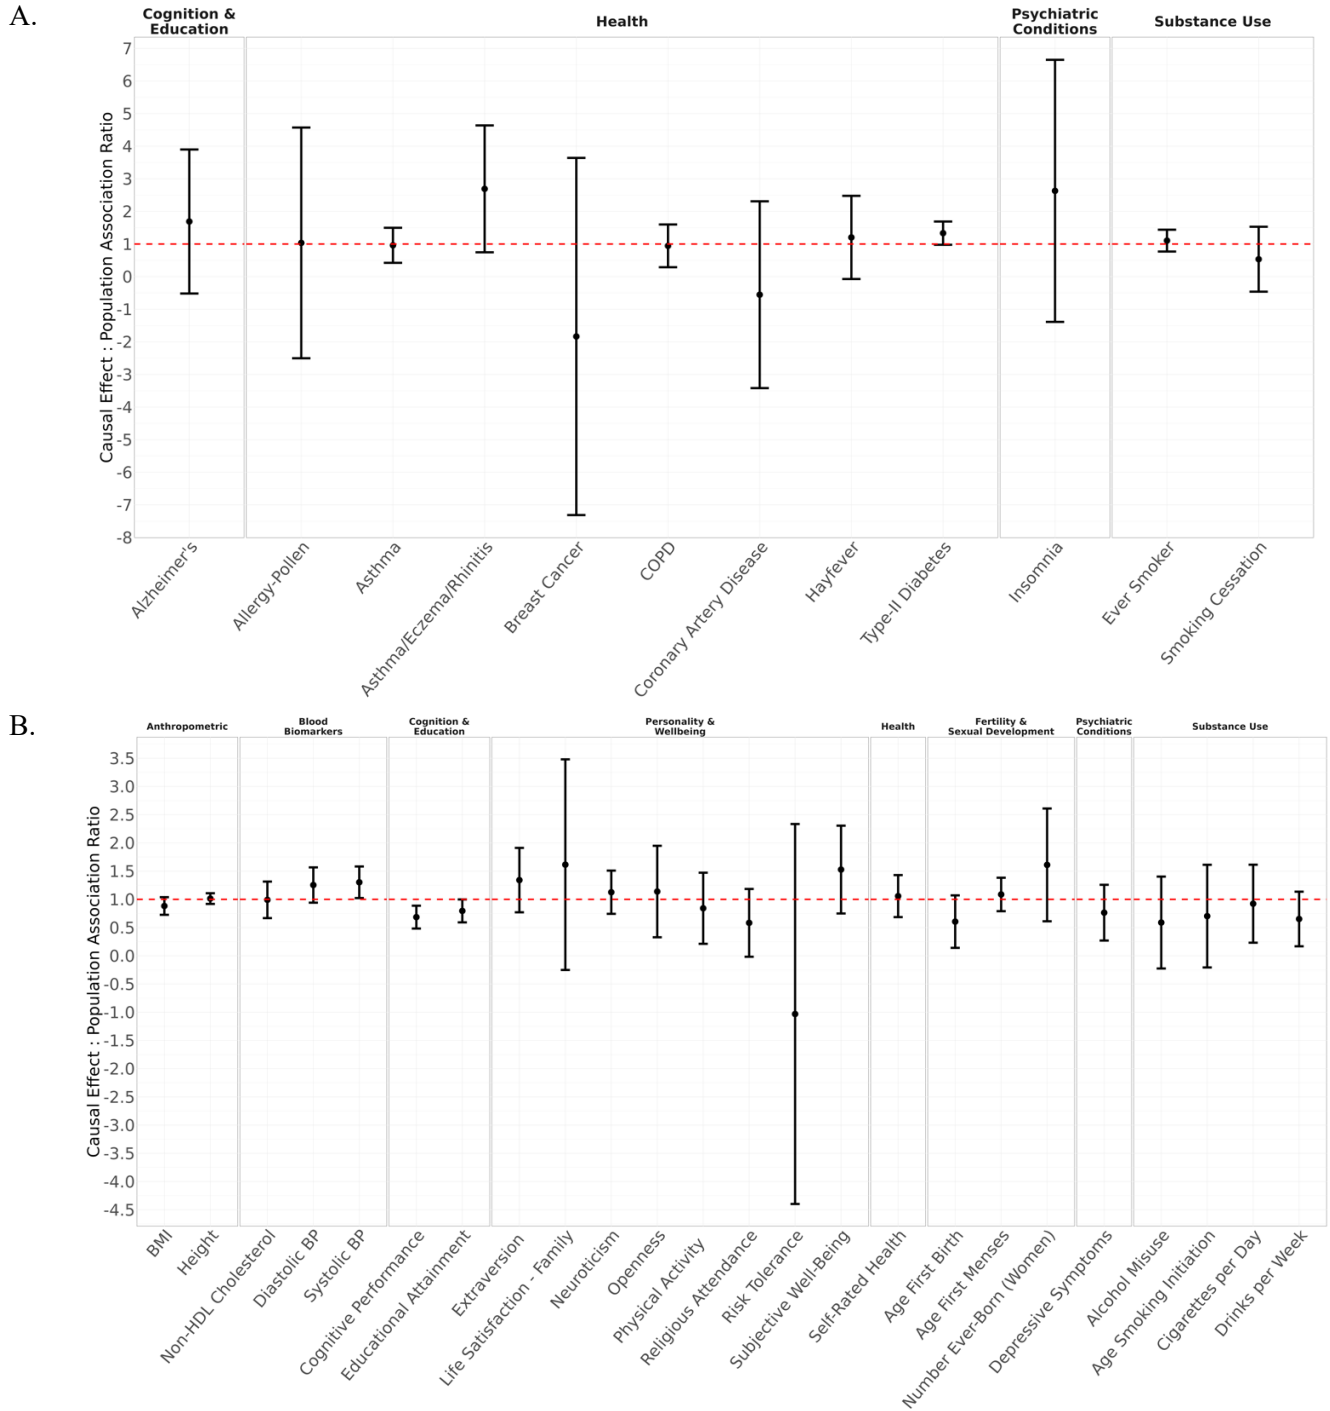 A.
Cognition &
Education
Health
Psychiatric
Conditions
Substance Use
Causal Effect : Population Association Ratio
7
6
5
4
3
2
1
0
-1
-2
-3
-4
-5
-6
-7
-8
Alzheimer's
Allergy-Pollen
Asthma
Asthma/Eczema/Rhinitis
Breast Cancer
COPD
Coronary Artery Disease
Hayfever
Type-II Diabetes
Insomnia
Ever Smoker
Smoking Cessation
B.
Anthropometric
Blood
Biomarkers
Cognition &
Education
Personality &
Wellbeing
Health
Fertility &
Sexual Development
Psychiatric
Conditions
Substance Use
Causal Effect : Population Association Ratio
3.5
3.0
2.5
2.0
1.5
1.0
0.5
0.0
-0.5
-1.0
-1.5
-2.0
-2.5
-3.0
-3.5
-4.0
-4.5
BMI
Height
Non-HDL Cholesterol
Diastolic BP
Systolic BP
Cognitive Performance
Educational Attainment
Extraversion
Life Satisfaction - Family
Neuroticism
Openness
Physical Activity
Religious Attendance
Risk Tolerance
Subjective Well-Being
Self-Rated Health
Age First Birth
Age First Menses
Number Ever-Born (Women)
Depressive Symptoms
Alcohol Misuse
Age Smoking Initiation
Cigarettes per Day
Drinks per Week